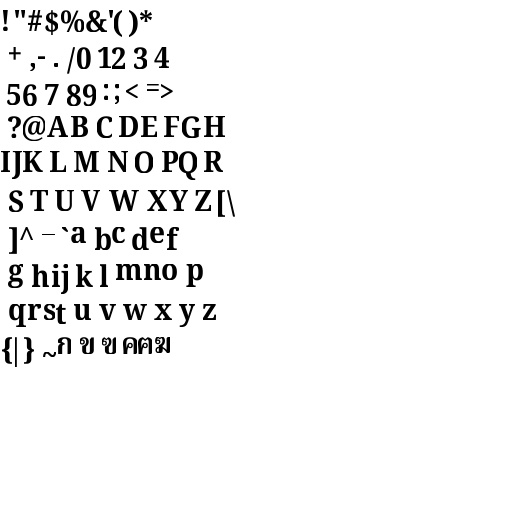 !"#$%&'()*
+ ,- . /0 12 3 4
56 7 89 : ; < =>
?@AB C DE FGH
IJK L M N O PQ R
S T U V W XY Z[\
]^ _ `a bc def
g hij k l mno p
qrst u v w x y z
{|} ~ก ข ฃ คฅฆ